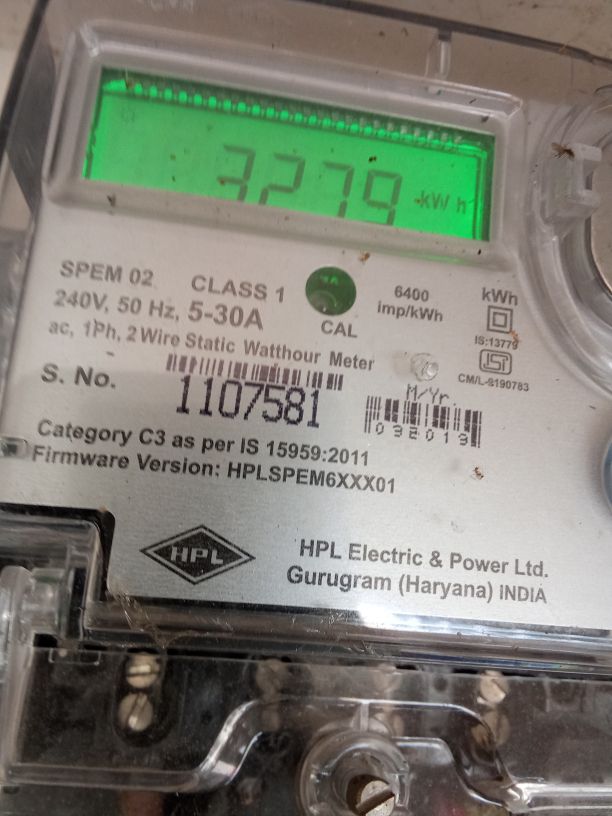 3279 kWh
SPEM 02 CLASS 1
240V, 50 Hz, 5-30A
CAL
6400
imp/kWh
kWh
IS:13779
ISI
CM/L-8190783
ac, 1Ph, 2 Wire Static Watthour Meter
S. No.
1107581
M/Yr.
032019
Category C3 as per IS 15959:2011
Firmware Version: HPLSPEM6XXX01
HPL
HPL Electric & Power Ltd.
Gurugram (Haryana) INDIA